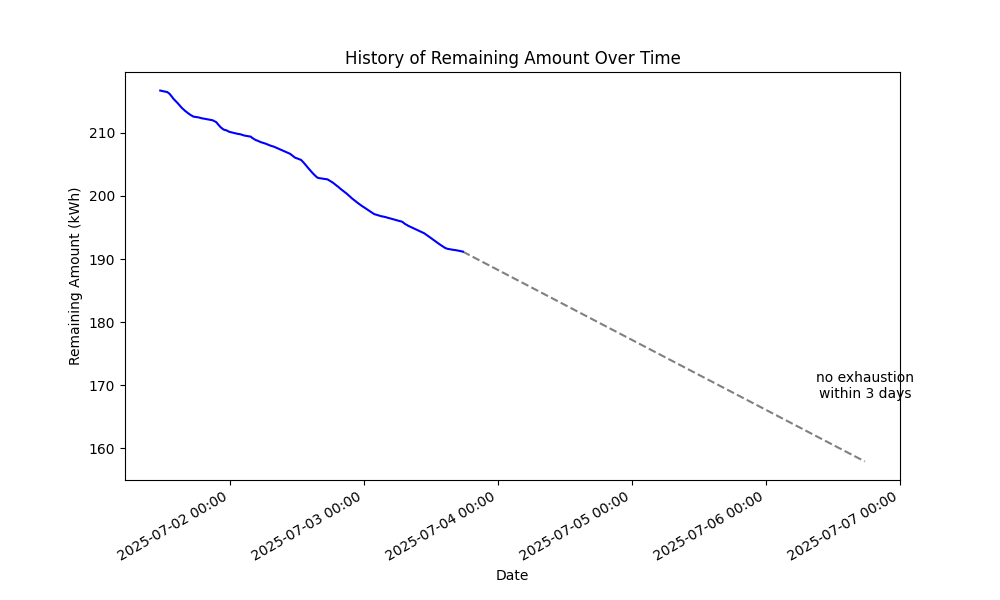 History of Remaining Amount Over Time
Remaining Amount (kWh)
210
200
190
180
170
160
no exhaustion
within 3 days
2025-07-02 00:00
2025-07-03 00:00
2025-07-04 00:00
2025-07-05 00:00
2025-07-06 00:00
2025-07-07 00:00
Date